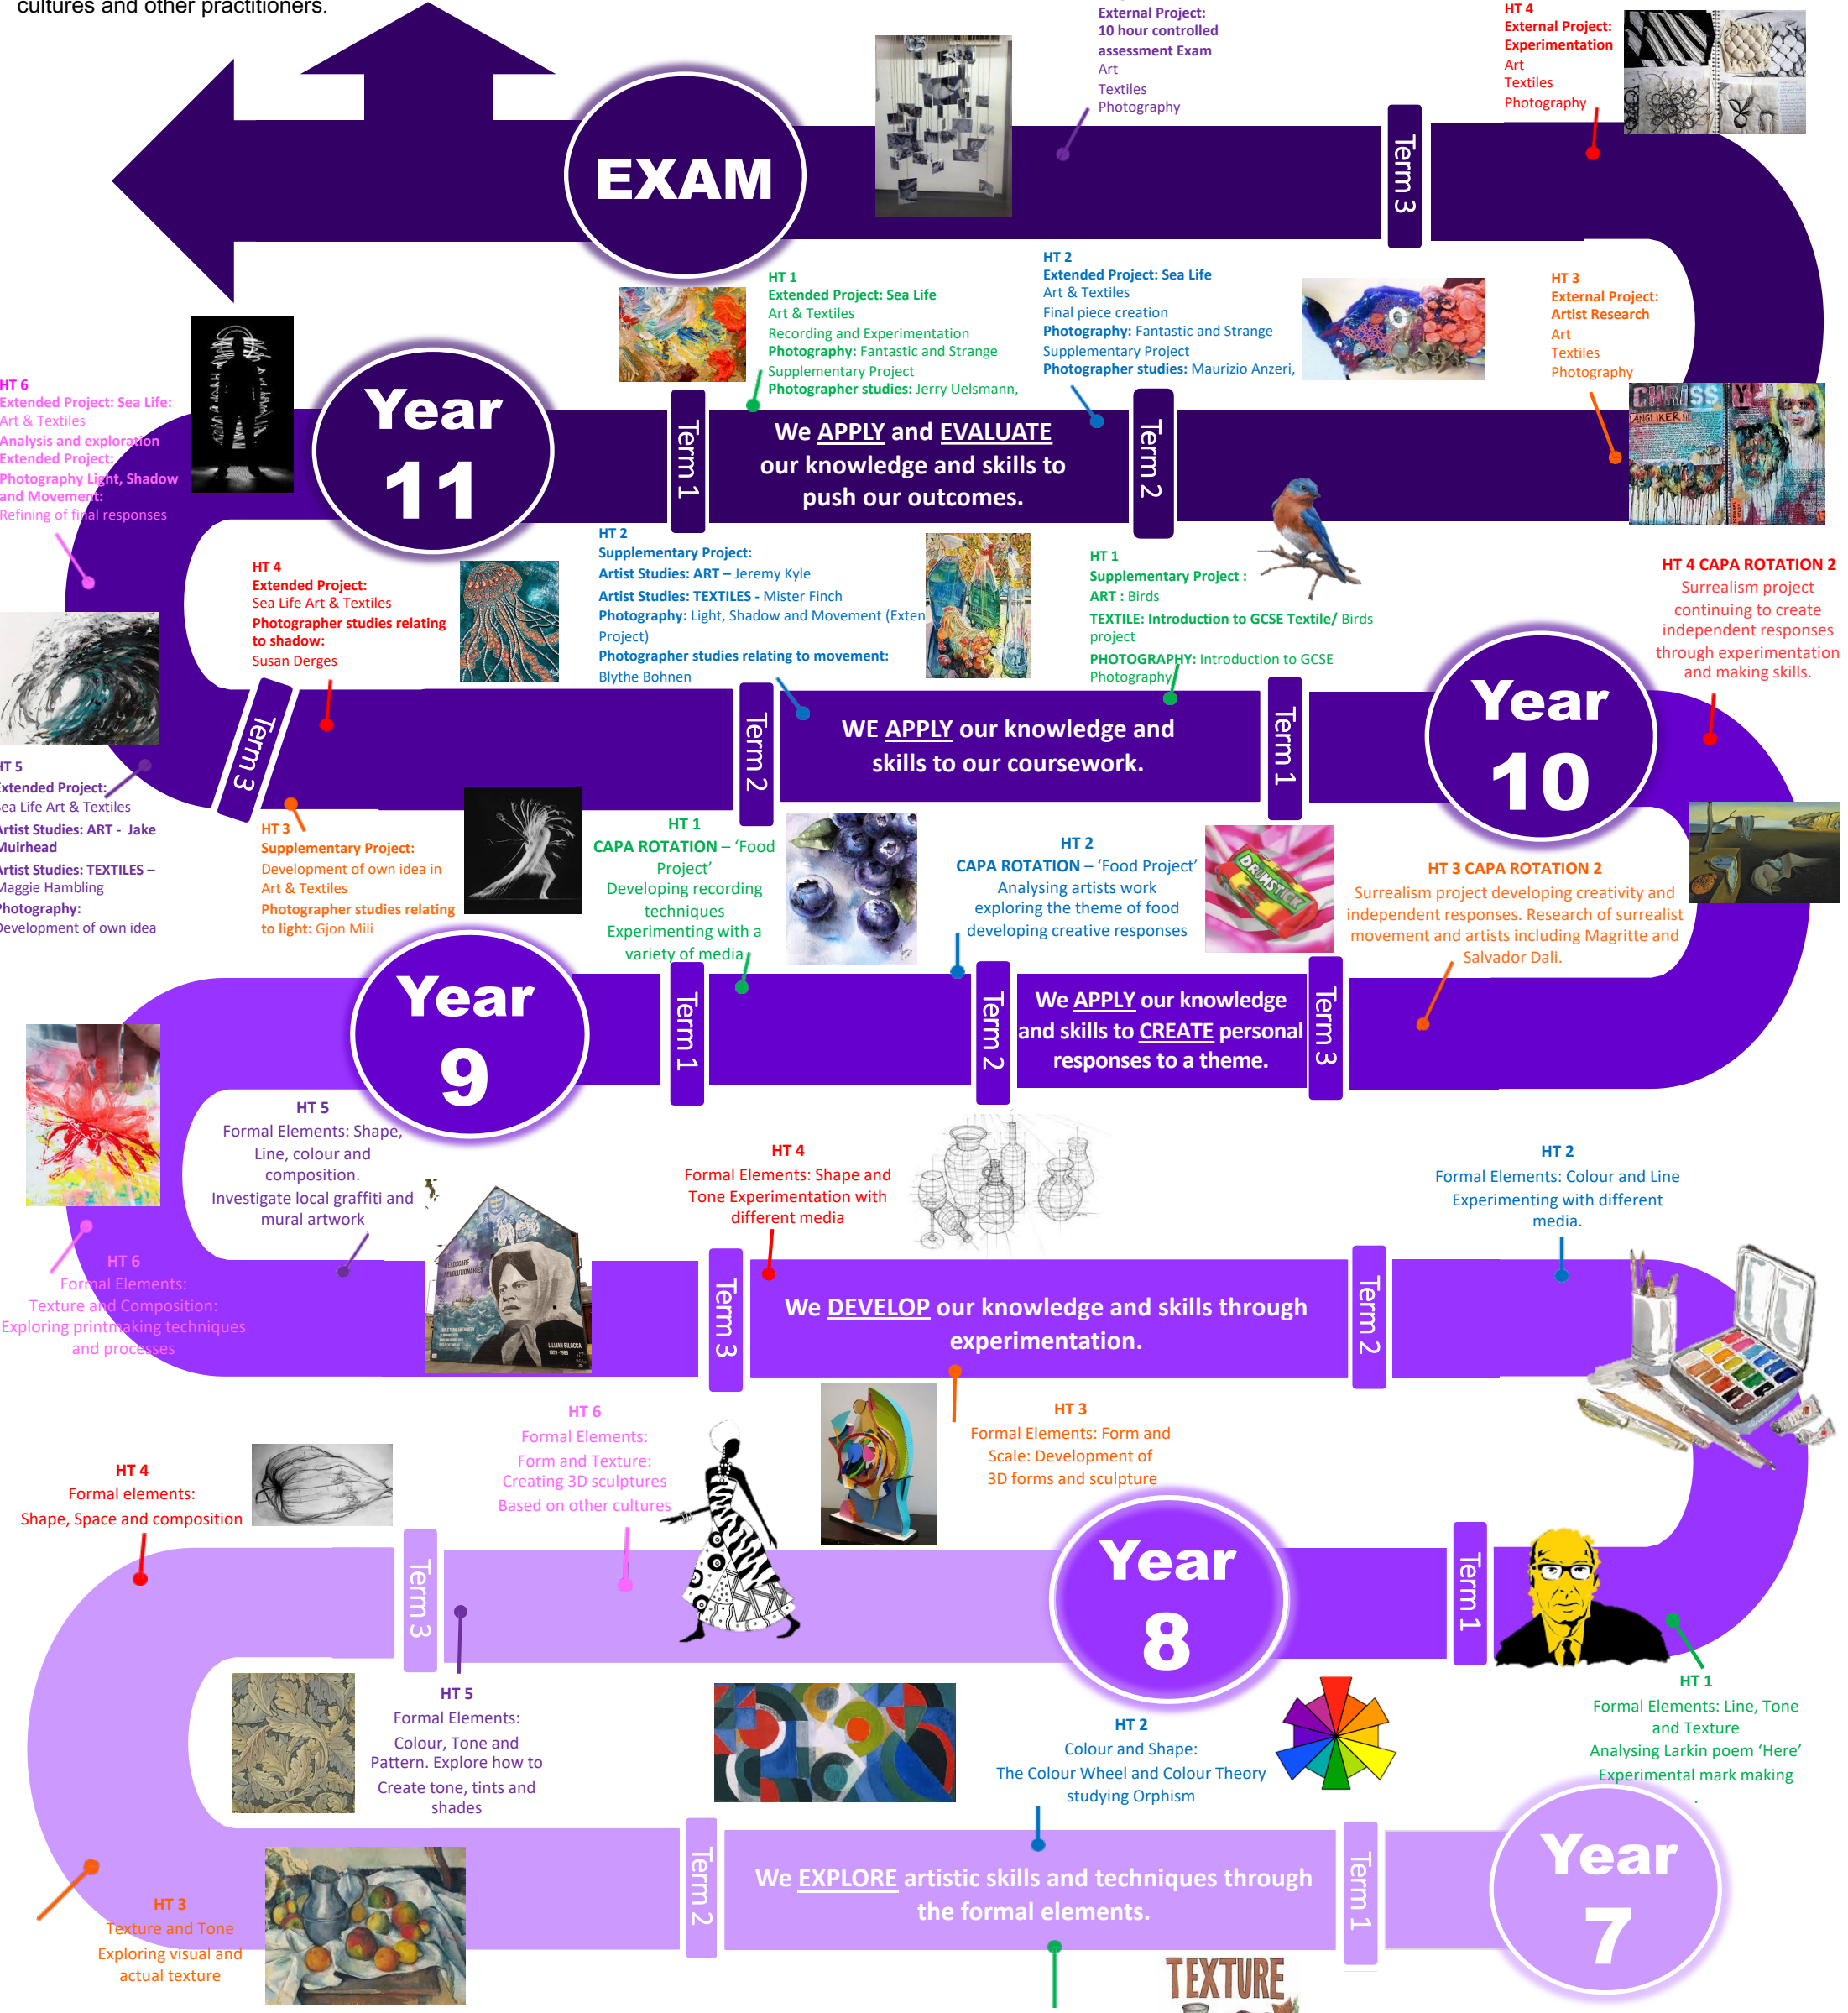 cultures and other practitioners.
External Project:
10 hour controlled
assessment Exam
Art
Textiles
Photography
HT 4
External Project:
Experimentation
Art
Textiles
Photography
EXAM
Term 3
HT 1
Extended Project: Sea Life
Art & Textiles
Recording and Experimentation
Photography: Fantastic and Strange
Supplementary Project
Photographer studies: Jerry Uelsmann,
HT 2
Extended Project: Sea Life
Art & Textiles
Final piece creation
Photography: Fantastic and Strange
Supplementary Project
Photographer studies: Maurizio Anzeri,
HT 3
External Project:
Artist Research
Art
Textiles
Photography
CHRISS
ANGLIKER
HT 6
Extended Project: Sea Life:
Art & Textiles
Analysis and exploration
Extended Project:
Photography Light, Shadow
and Movement:
Refining of final responses
Year
11
Term 1
We APPLY and EVALUATE
our knowledge and skills to
push our outcomes.
Term 2
HT 4
Extended Project:
Sea Life Art & Textiles
Photographer studies relating
to shadow:
Susan Derges
HT 2
Supplementary Project:
Artist Studies: ART – Jeremy Kyle
Artist Studies: TEXTILES - Mister Finch
Photography: Light, Shadow and Movement (Exten
Project)
Photographer studies relating to movement:
Blythe Bohnen
HT 1
Supplementary Project :
ART : Birds
TEXTILE: Introduction to GCSE Textile/ Birds
project
PHOTOGRAPHY: Introduction to GCSE
Photography
HT 4 CAPA ROTATION 2
Surrealism project
continuing to create
independent responses
through experimentation
and making skills.
Term 3
Term 2
WE APPLY our knowledge and
skills to our coursework.
Term 1
Year
10
HT 5
Extended Project:
Sea Life Art & Textiles
Artist Studies: ART - Jake
Muirhead
Artist Studies: TEXTILES –
Maggie Hambling
Photography:
Development of own idea
HT 3
Supplementary Project:
Development of own idea in
Art & Textiles
Photographer studies relating
to light: Gjon Mili
HT 1
CAPA ROTATION – 'Food
Project'
Developing recording
techniques
Experimenting with a
variety of media
HT 2
CAPA ROTATION – 'Food Project'
Analysing artists work
exploring the theme of food
developing creative responses
DRUMSTICK
HT 3 CAPA ROTATION 2
Surrealism project developing creativity and
independent responses. Research of surrealist
movement and artists including Magritte and
Salvador Dali.
Year
9
Term 1
Term 2
We APPLY our knowledge
and skills to CREATE personal
responses to a theme.
Term 3
HT 5
Formal Elements: Shape,
Line, colour and
composition.
Investigate local graffiti and
mural artwork
HT 4
Formal Elements: Shape and
Tone Experimentation with
different media
HT 2
Formal Elements: Colour and Line
Experimenting with different
media.
HT 6
Formal Elements:
Texture and Composition:
Exploring printmaking techniques
and processes
HEADSCARF
REVOLUTIONARIES
LILLIAN BILOCCA
1929 - 1988
Term 3
We DEVELOP our knowledge and skills through
experimentation.
Term 2
HT 6
Formal Elements:
Form and Texture:
Creating 3D sculptures
Based on other cultures
HT 3
Formal Elements: Form and
Scale: Development of
3D forms and sculpture
HT 4
Formal elements:
Shape, Space and composition
Term 3
Year
8
Term 1
HT 5
Formal Elements:
Colour, Tone and
Pattern. Explore how to
Create tone, tints and
shades
HT 2
Colour and Shape:
The Colour Wheel and Colour Theory
studying Orphism
HT 1
Formal Elements: Line, Tone
and Texture
Analysing Larkin poem 'Here'
Experimental mark making
.
HT 3
Texture and Tone
Exploring visual and
actual texture
Term 2
We EXPLORE artistic skills and techniques through
the formal elements.
Term 1
Year
7
TEXTURE